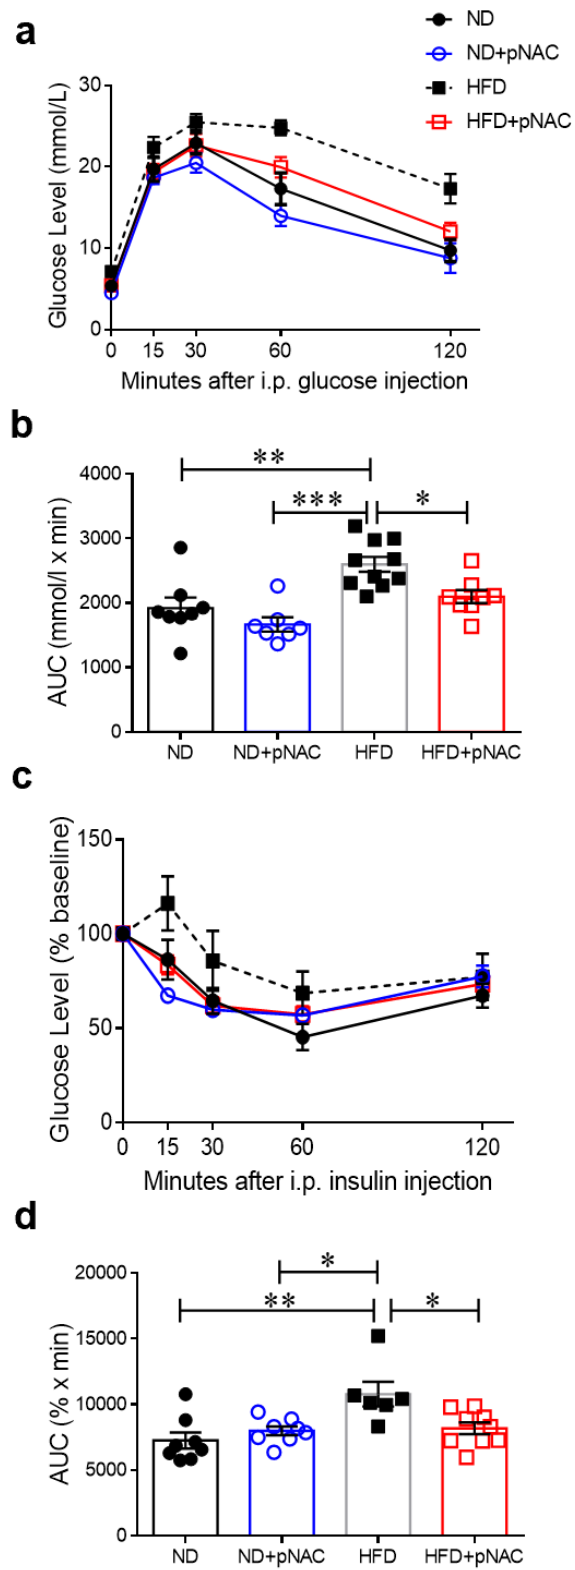 a
ND
ND+pNAC
HFD
HFD+pNAC
Glucose Level (mmol/L)
30
20
10
0
0 15 30 60 120
Minutes after i.p. glucose injection
b
AUC (mmol/l x min)
4000
3000
2000
1000
0
**
*** *
ND ND+pNAC HFD HFD+pNAC
c
Glucose Level (% baseline)
150
100
50
0
0 15 30 60 120
Minutes after i.p. insulin injection
d
AUC (% x min)
20000
15000
10000
5000
0
*
** *
ND ND+pNAC HFD HFD+pNAC